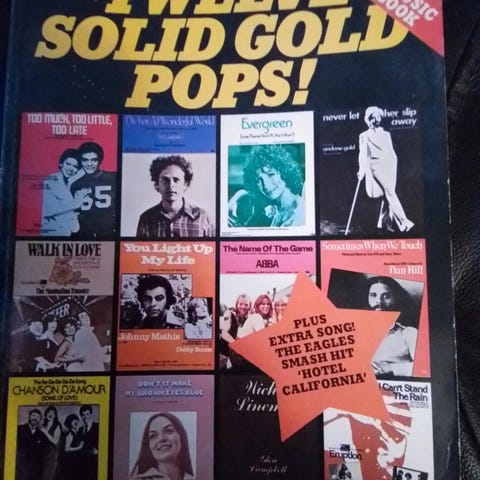 TWELVE
SOLID GOLD
POPS!
MUSIC
BOOK
TOO MUCH, TOO LITTLE,
TOO LATE
(What A) Wonderful World
Evergreen
never let her slip
away
andrew gold
WALK IN LOVE
The Manhattan Transfer
You Light Up
My Life
Johnny Mathis
Debby Boone
The Name Of The Game
ABBA
Sometimes When We Touch
Dan Hill
PLUS
EXTRA SONG!
THE EAGLES
SMASH HIT
'HOTEL
CALIFORNIA'
CHANSON D'AMOUR
(SONG OF LOVE)
DON'T IT MAKE
MY BROWN EYES BLUE
Glen
Campbell
I Can't Stand
The Rain
Eruption